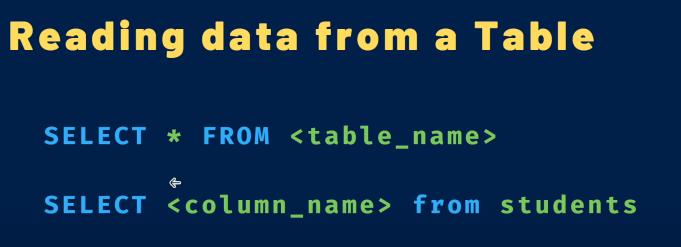 Reading data from a Table
SELECT * FROM <table_name>
SELECT <column_name> from students